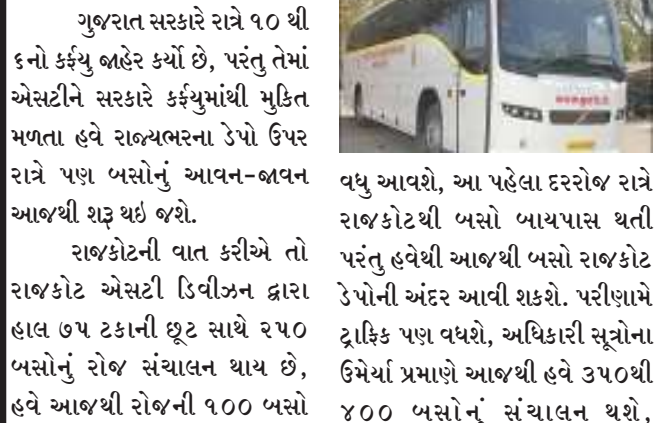 ગુજરાત સરકારે રાત્રે ૧૦ થી
૬નો કર્ફયુ જાહેર કર્યો છે, પરંતુ તેમાં
એસટીને સરકારે કર્ફયુમાંથી મુકિત
મળતા હવે રાજ્યભરના ડેપો ઉપર
રાત્રે પણ બસોનું આવન-જાવન
આજથી શરૂ થઇ જશે.
રાજકોટની વાત કરીએ તો
રાજકોટ એસટી ડિવીઝન દ્વારા
હાલ ૭૫ ટકાની છૂટ સાથે ૨૫૦
બસોનું રોજ સંચાલન થાય છે,
હવે આજથી રોજની ૧૦૦ બસો
વધુ આવશે, આ પહેલા દરરોજ રાત્રે
રાજકોટથી બસો બાયપાસ થતી
પરંતુ હવેથી આજથી બસો રાજકોટ
ડેપોની અંદર આવી શકશે. પરીણામે
ટ્રાફિક પણ વધશે, અધિકારી સૂત્રોના
ઉમેર્યા પ્રમાણે આજથી હવે ૩૫૦થી
૪૦૦ બસોનું સંચાલન થશે,